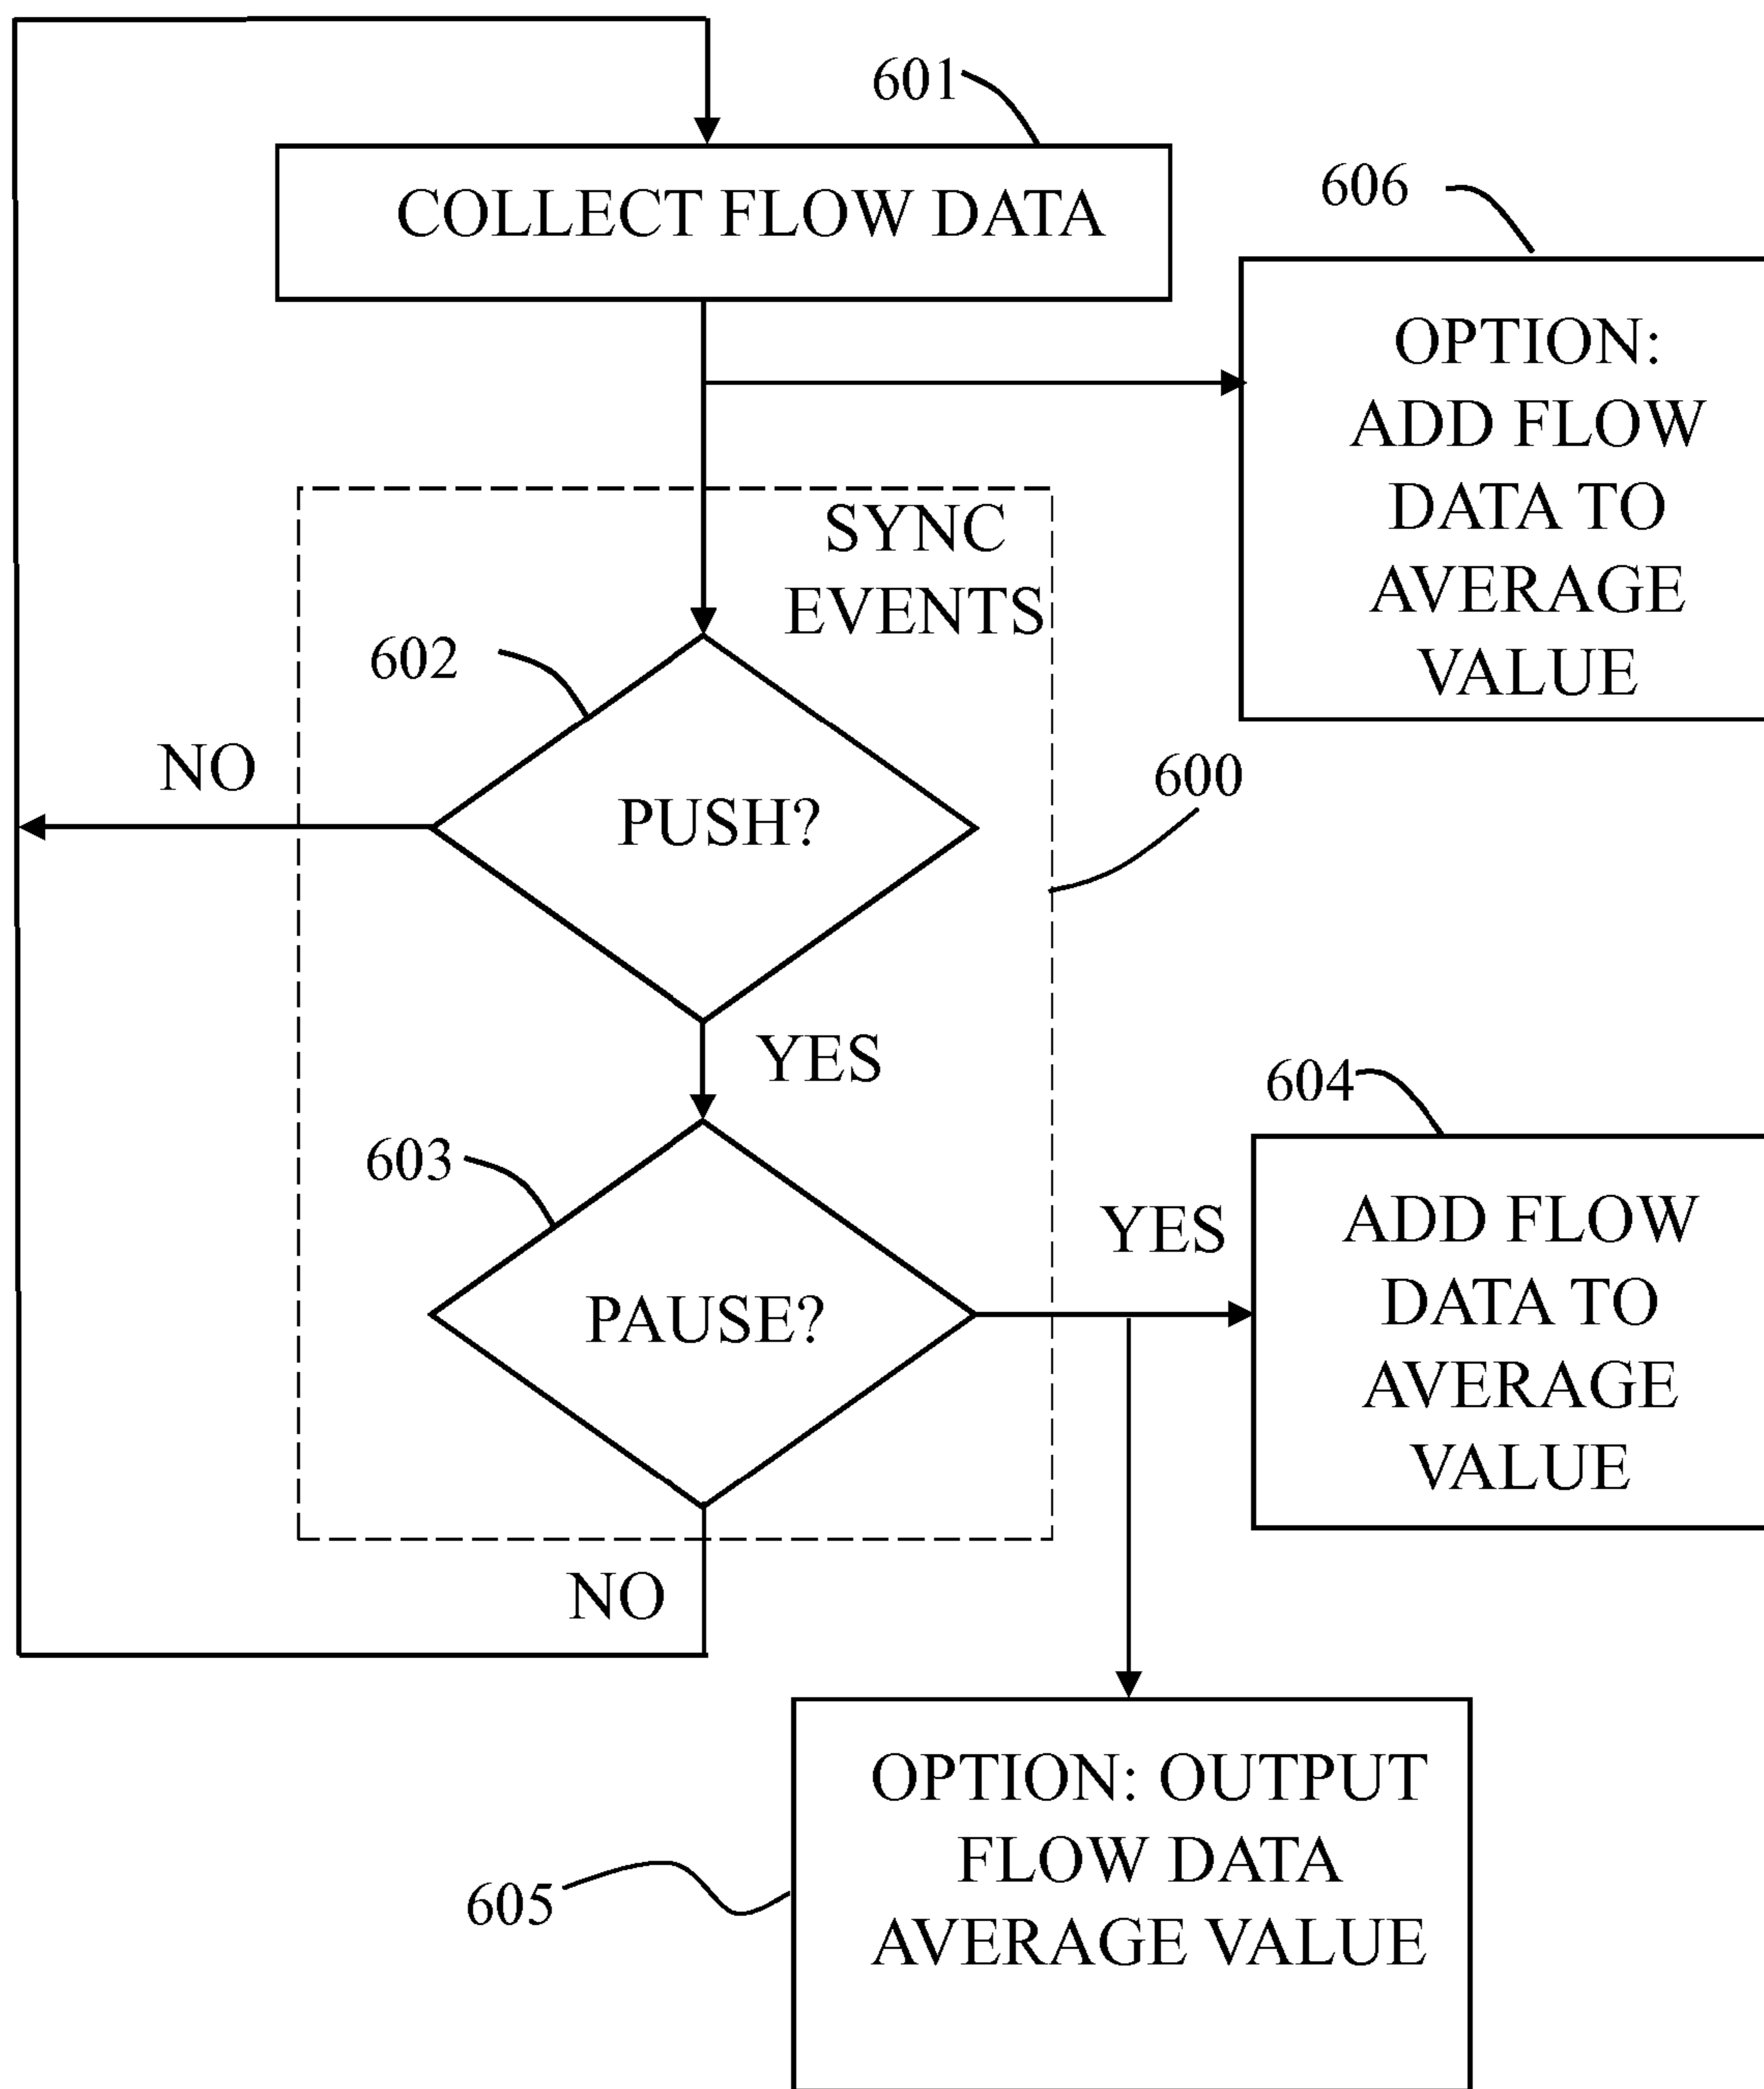 601
COLLECT FLOW DATA
606
OPTION:
ADD FLOW
DATA TO
AVERAGE
VALUE
SYNC
EVENTS
602
NO
600
PUSH?
YES
603
604
YES
ADD FLOW
DATA TO
AVERAGE
VALUE
PAUSE?
NO
OPTION: OUTPUT
FLOW DATA
AVERAGE VALUE
605